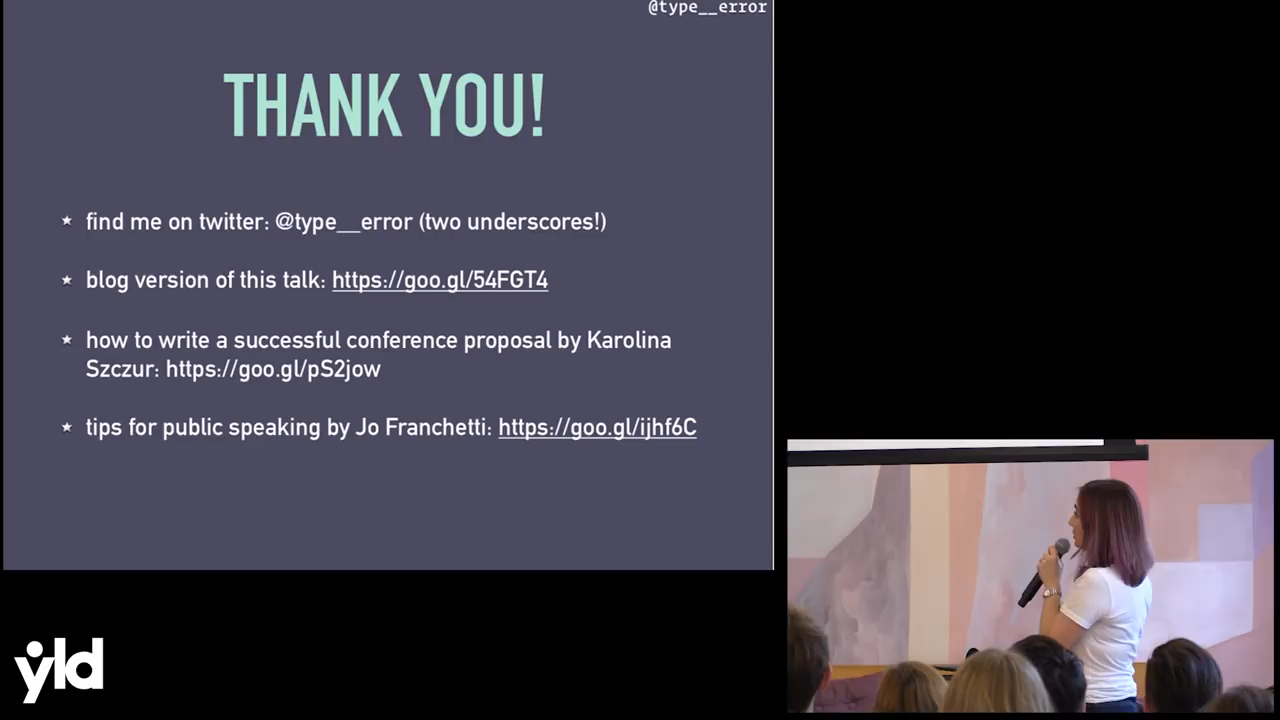 @type__error
THANK YOU!
find me on twitter: @type__error (two underscores!)
blog version of this talk: https://goo.gl/54FGT4
how to write a successful conference proposal by Karolina
Szczur: https://goo.gl/pS2jow
tips for public speaking by Jo Franchetti: https://goo.gl/ijhf6C
yld